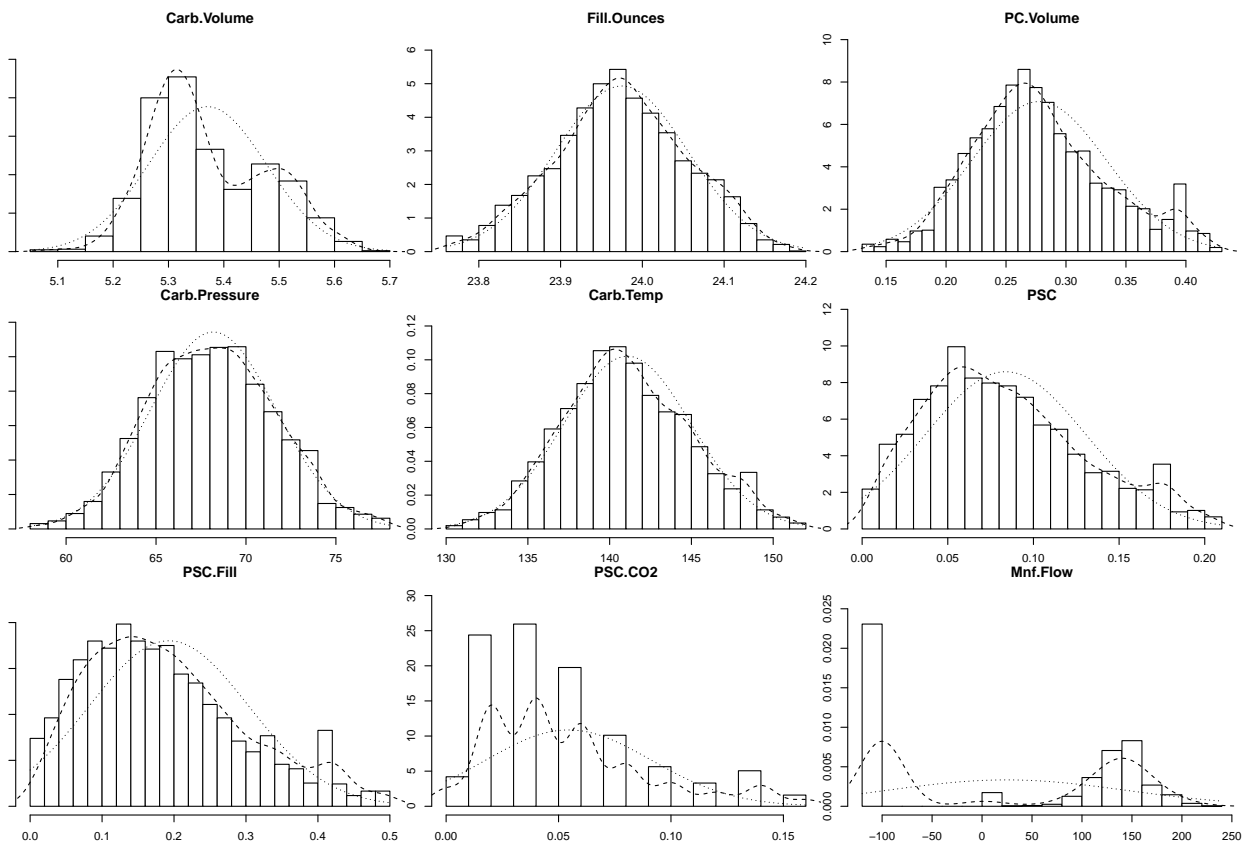 Carb.Volume
5.1 5.2 5.3 5.4 5.5 5.6 5.7
Fill.Ounces
0 1 2 3 4 5 6
23.8 23.9 24.0 24.1 24.2
PC.Volume
0 2 4 6 8 10
0.15 0.20 0.25 0.30 0.35 0.40
Carb.Pressure
60 65 70 75
Carb.Temp
0.00 0.02 0.04 0.06 0.08 0.10 0.12
130 135 140 145 150
PSC
0 2 4 6 8 10 12
0.00 0.05 0.10 0.15 0.20
PSC.Fill
0.0 0.1 0.2 0.3 0.4 0.5
PSC.CO2
0 5 10 15 20 25 30
0.00 0.05 0.10 0.15
Mnf.Flow
0.000 0.005 0.010 0.015 0.020 0.025
−100 −50 0 50 100 150 200 250